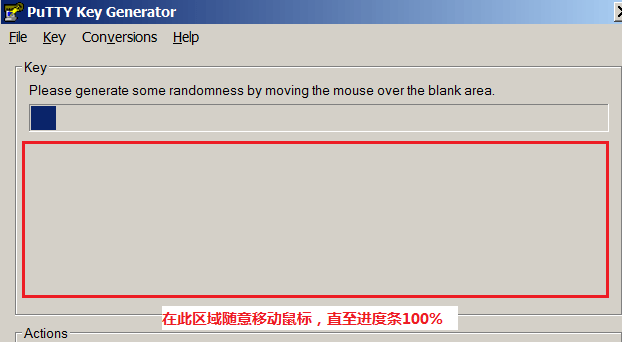 PuTTY Key Generator
File Key Conversions Help
Key
Please generate some randomness by moving the mouse over the blank area.
在此区域随意移动鼠标，直至进度条100%
Actions